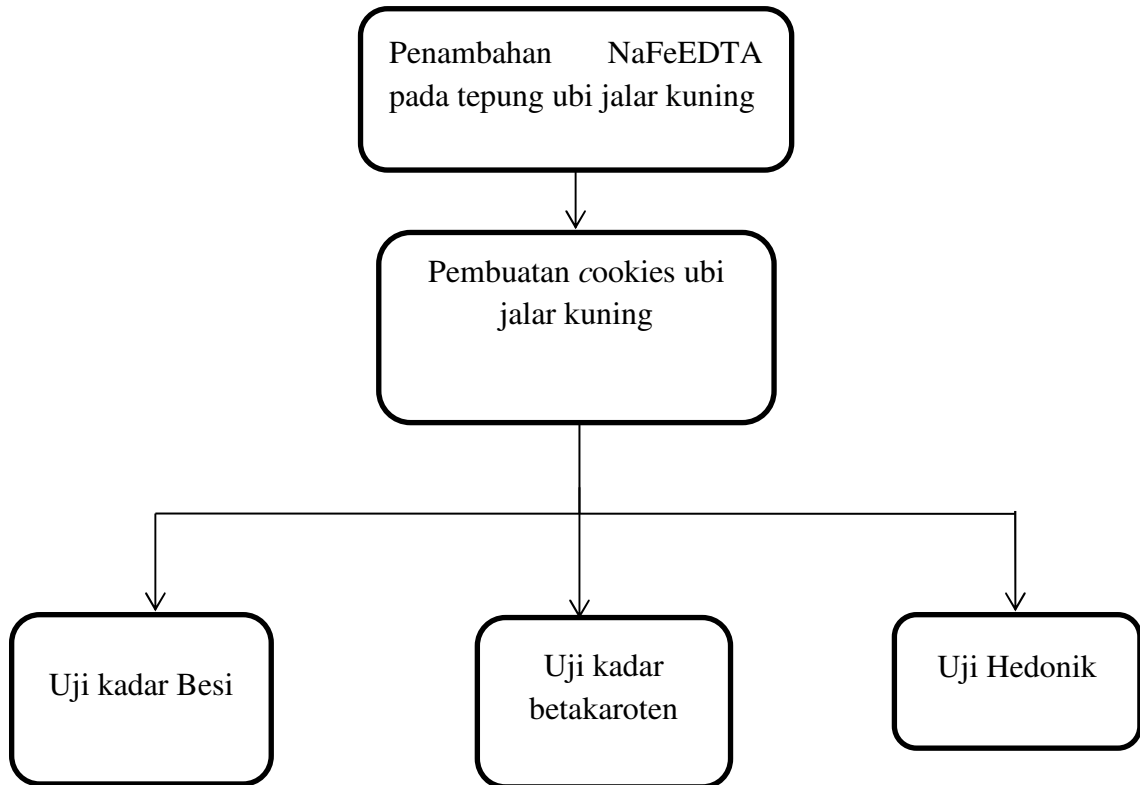 Penambahan NaFeEDTA
pada tepung ubi jalar kuning
Pembuatan cookies ubi
jalar kuning
Uji kadar Besi
Uji kadar
betakaroten
Uji Hedonik